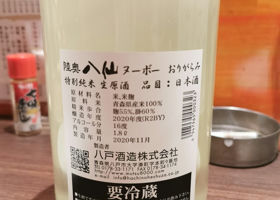 陸奥八仙 ヌーボー おりがらみ
特別純米 生原酒 品目:日本酒
原材料 米、米麹
原料米 青森県産米100%
精米歩合 麹55%、掛60%
醸造年度 2020年度(R2BY)
アルコール分 16度
内容量 1.8ℓ
製造年月 2020年11月
製造者
八戸酒造株式会社
要冷蔵